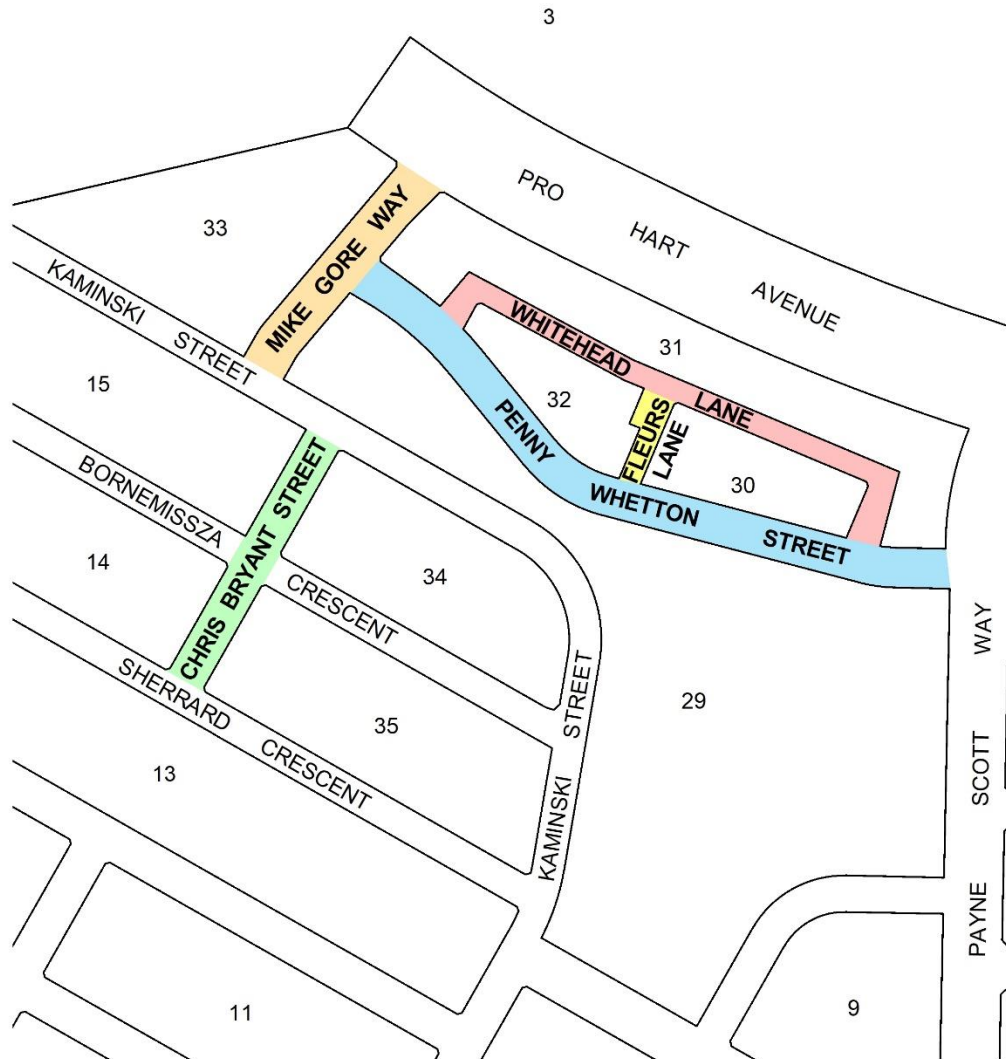 3
PRO HART AVENUE
33
MIKE GORE WAY
KAMINSKI STREET
31
WHITEHEAD LANE
15
32
PENNY WHETTON STREET
FLEURS LANE
30
CHRIS BRYANT STREET
BORNEMISSZA CRESCENT
14
34
KAMINSKI STREET
SHERRARD CRESCENT
35
29
PAYNE SCOTT WAY
13
11
9